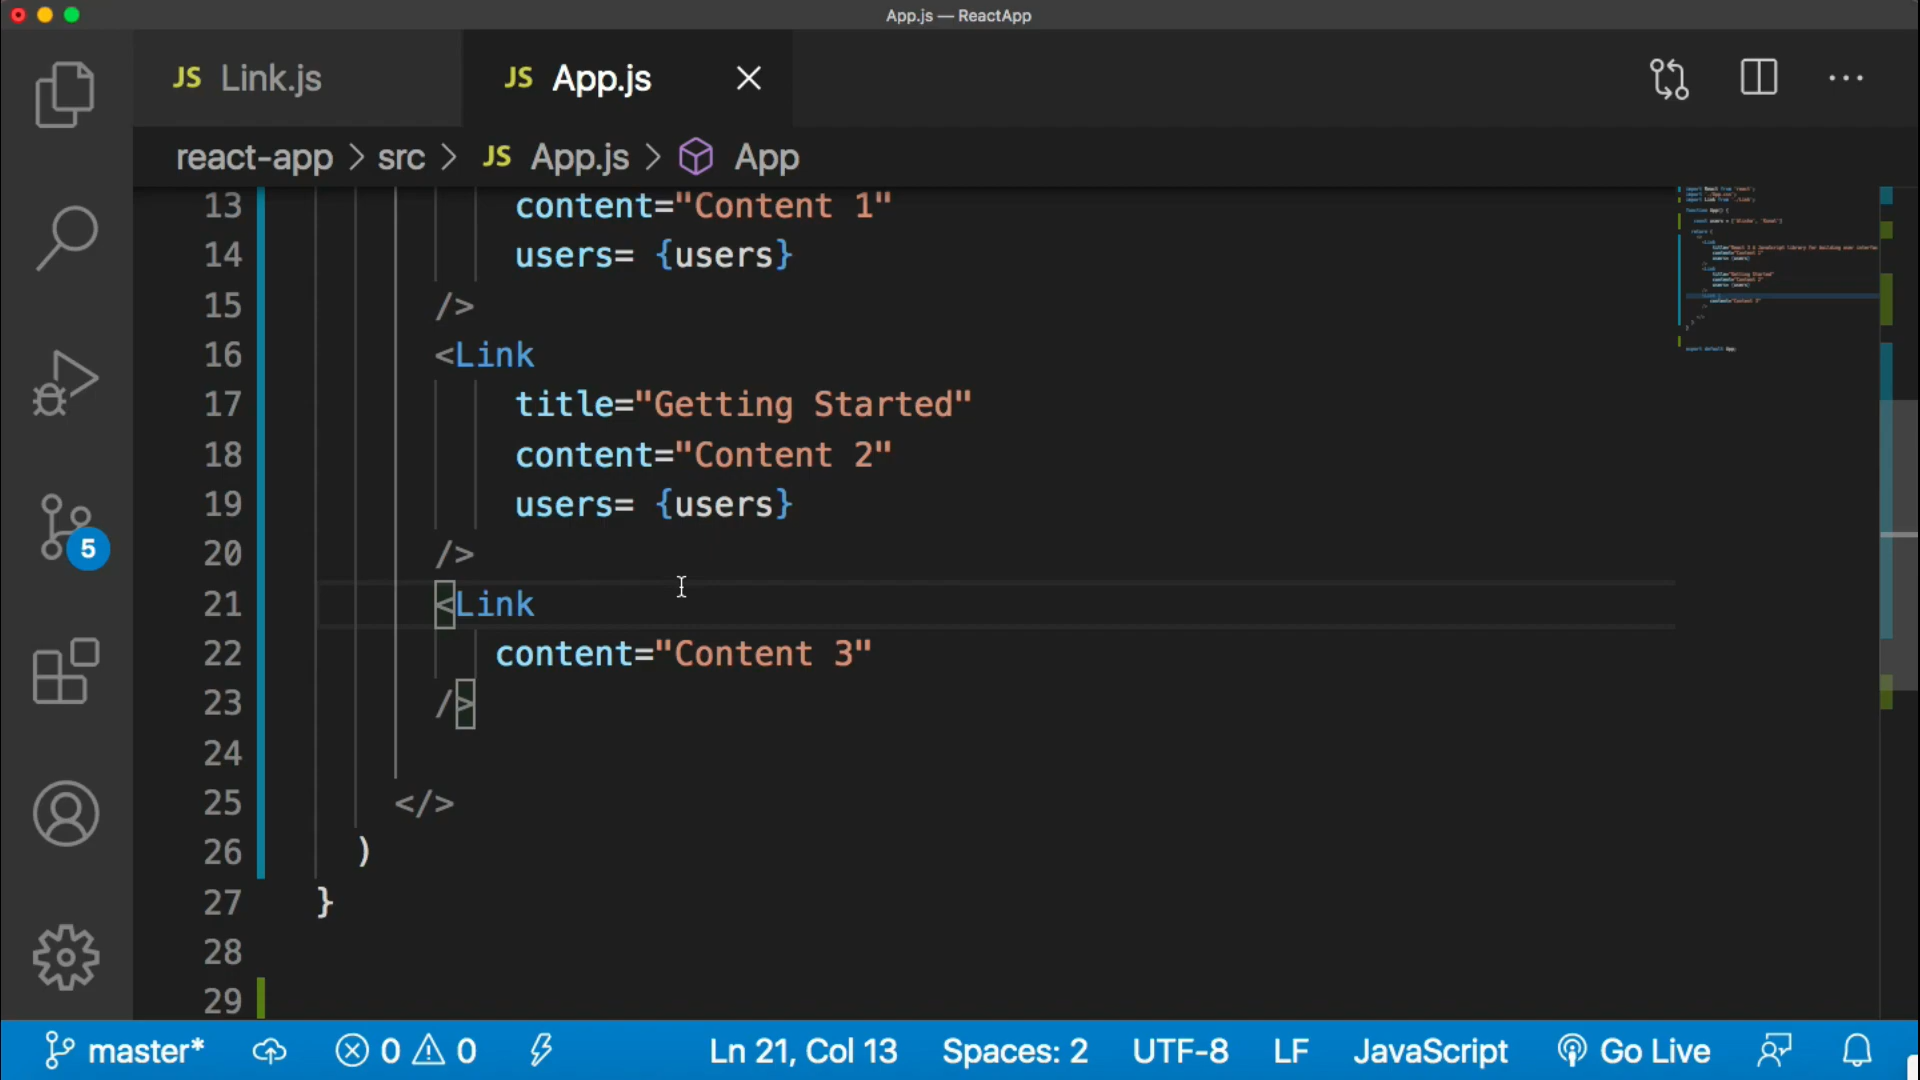 App.js — ReactApp
JS Link.js
JS App.js
react-app > src > JS App.js > App
13 content="Content 1"
14 users= {users}
15 />
16 <Link
17 title="Getting Started"
18 content="Content 2"
19 users= {users}
20 />
21 <Link
22 content="Content 3"
23 />
24
25 </>
26 )
27 }
28
29
5
master* 0 0 Ln 21, Col 13 Spaces: 2 UTF-8 LF JavaScript Go Live